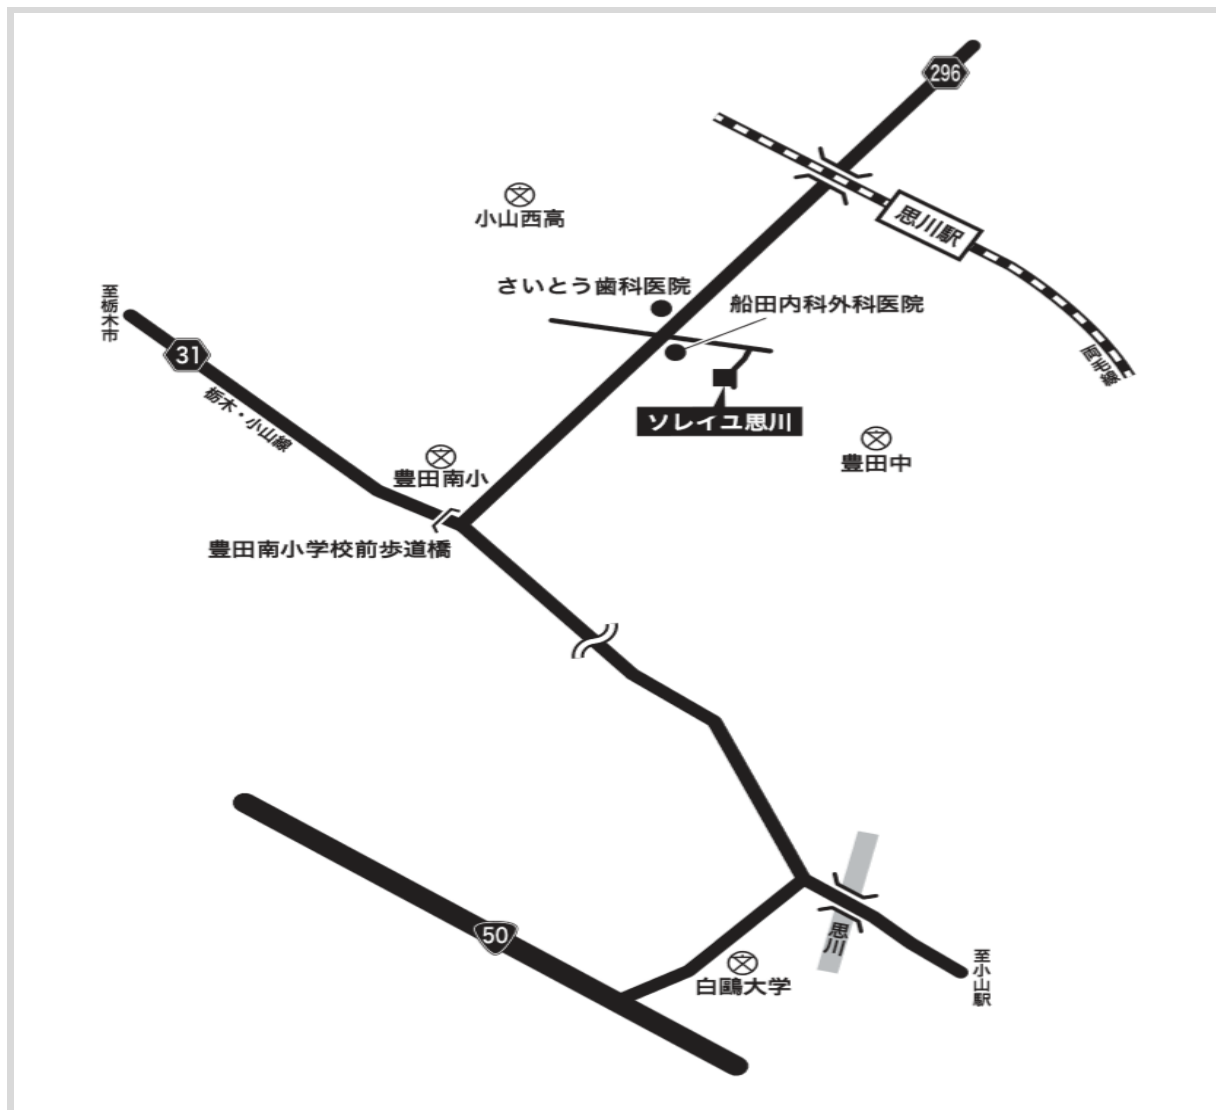 296
小山西高
思川駅
さいとう歯科医院
船田内科外科医院
至栃木市
31
両毛線
栃木・小山線
ソレイユ思川
豊田中
豊田南小
豊田南小学校前歩道橋
50
思川
白鷗大学
至小山駅